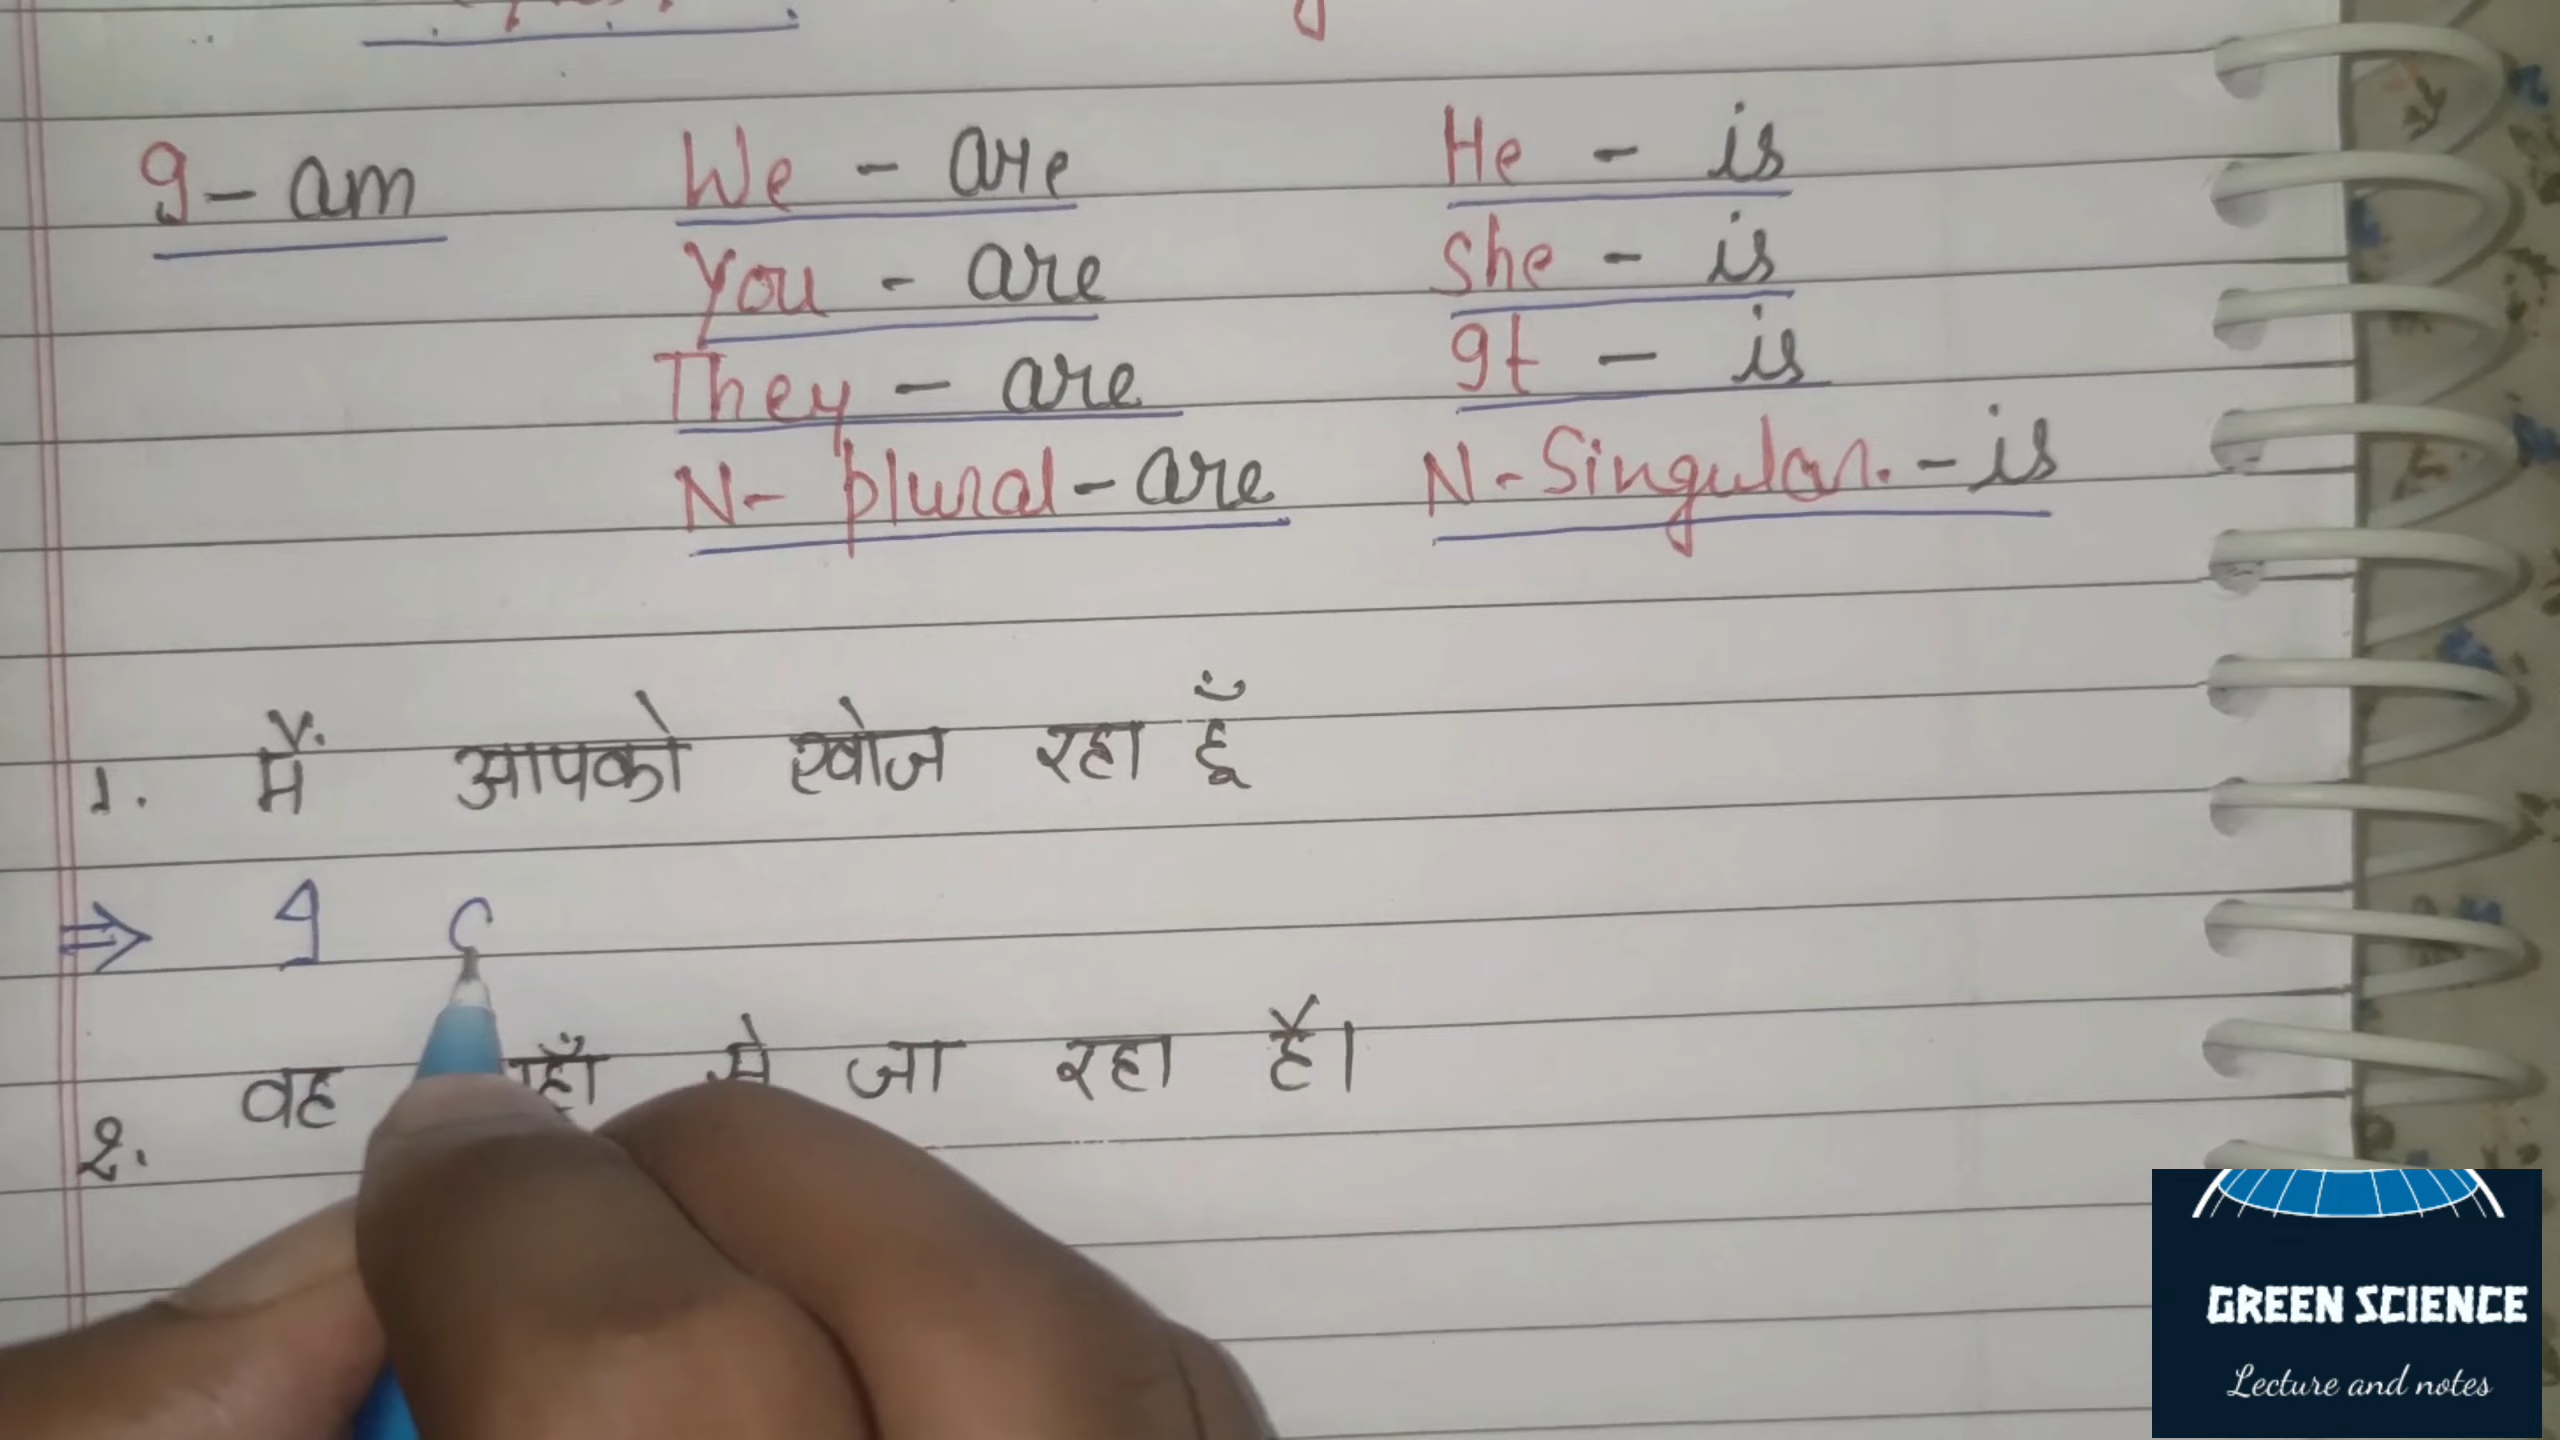 I - am We - are He - is
You - are She - is
They - are It - is
N - plural - are N - Singular. - is
1. मैं आपको खोज रहा हूँ
⇒ I
2. वह से जा रहा है।
GREEN SCIENCE
Lecture and notes